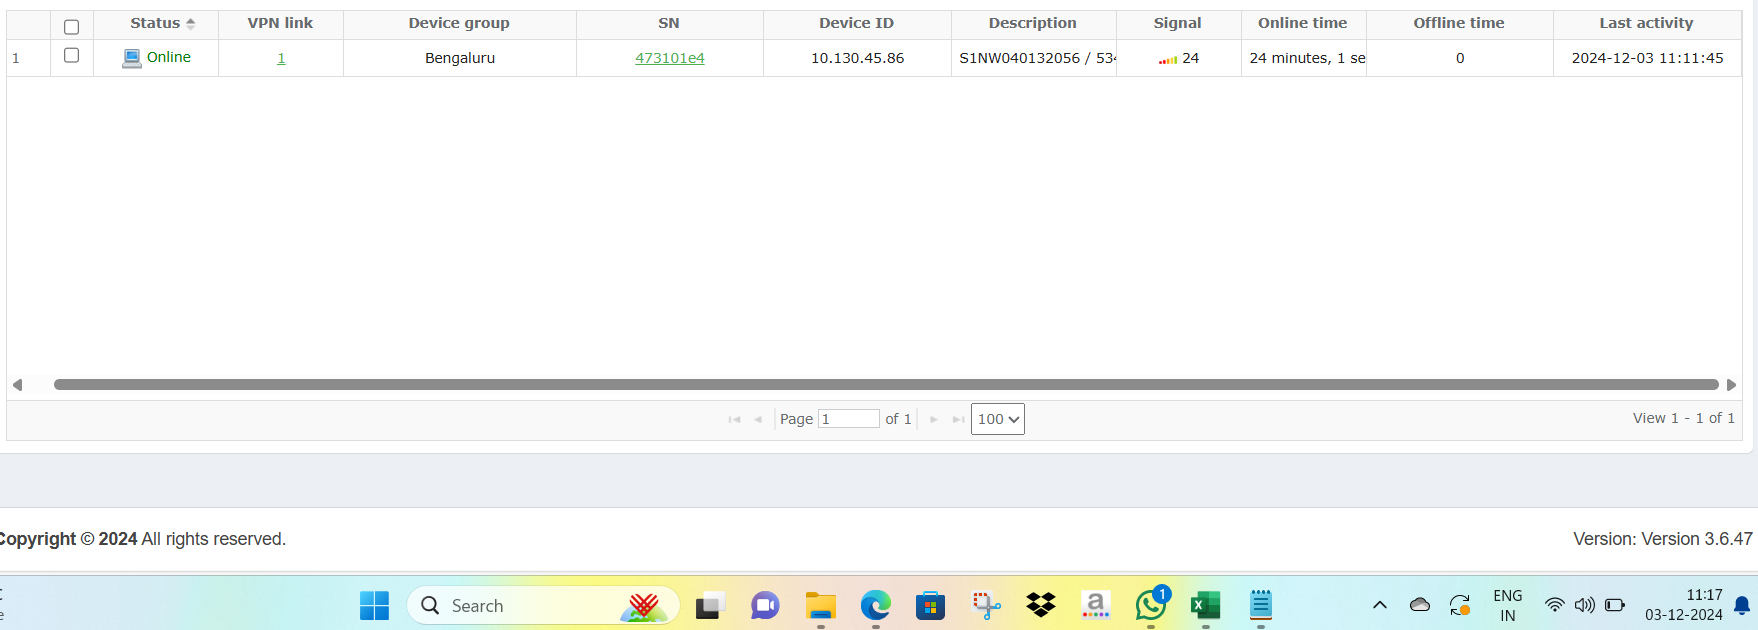 Status VPN link Device group SN Device ID Description Signal Online time Offline time Last activity
1 Online 1 Bengaluru 473101e4 10.130.45.86 S1NW040132056 / 534 24 24 minutes, 1 se 0 2024-12-03 11:11:45
Page 1 of 1 100 View 1 - 1 of 1
Copyright © 2024 All rights reserved. Version: Version 3.6.47
Search a 1 ENG 11:17
IN 03-12-2024